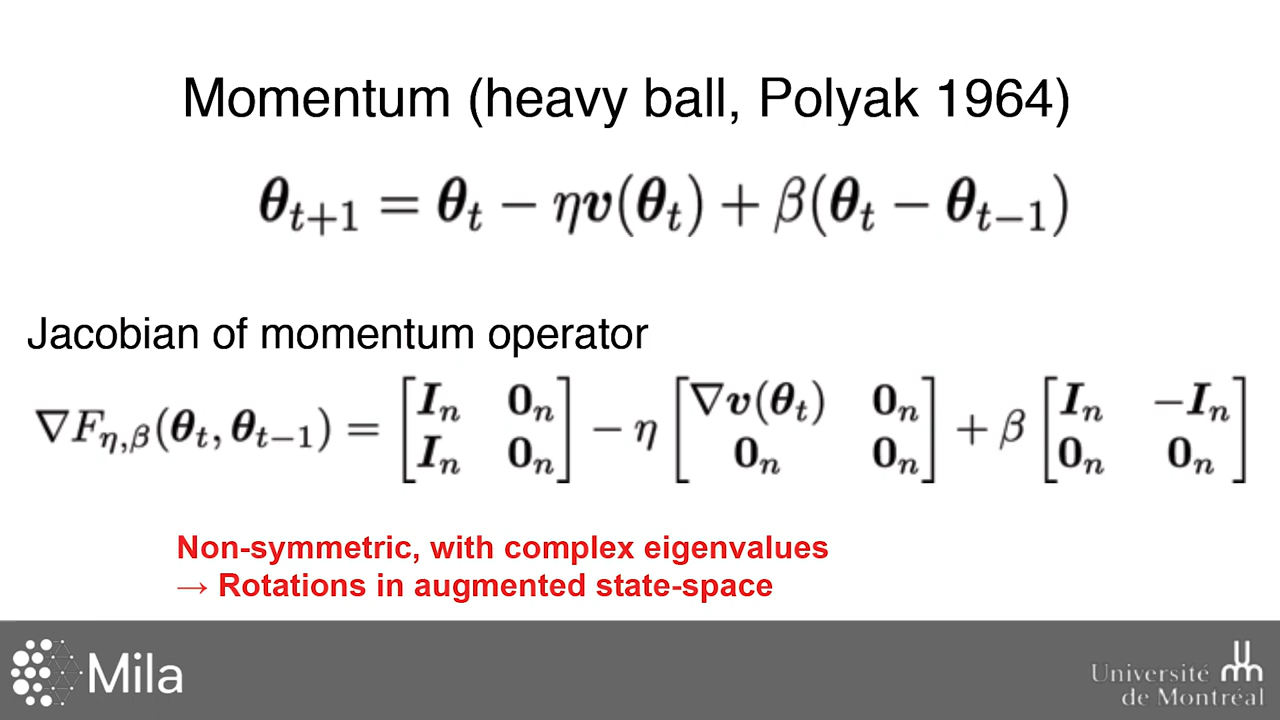 Momentum (heavy ball, Polyak 1964)
θ_{t+1} = θ_t − ηv(θ_t) + β(θ_t − θ_{t−1})
Jacobian of momentum operator
∇F_{η,β}(θ_t, θ_{t−1}) = [I_n 0_n; I_n 0_n] − η [∇v(θ_t) 0_n; 0_n 0_n] + β [I_n −I_n; 0_n 0_n]
Non-symmetric, with complex eigenvalues
→ Rotations in augmented state-space
Mila
Université
de Montréal